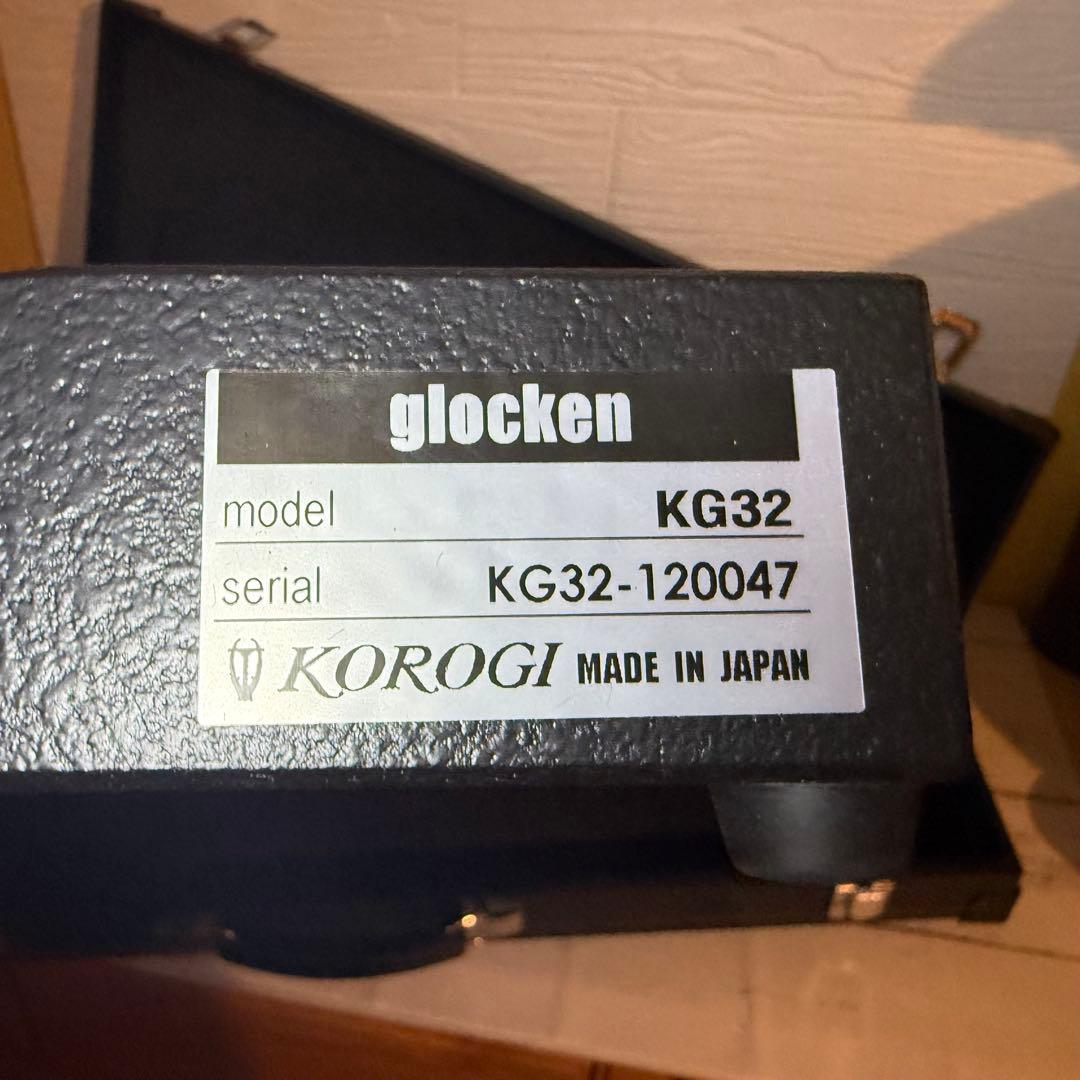 glocken
model KG32
serial KG32-120047
KOROGI MADE IN JAPAN